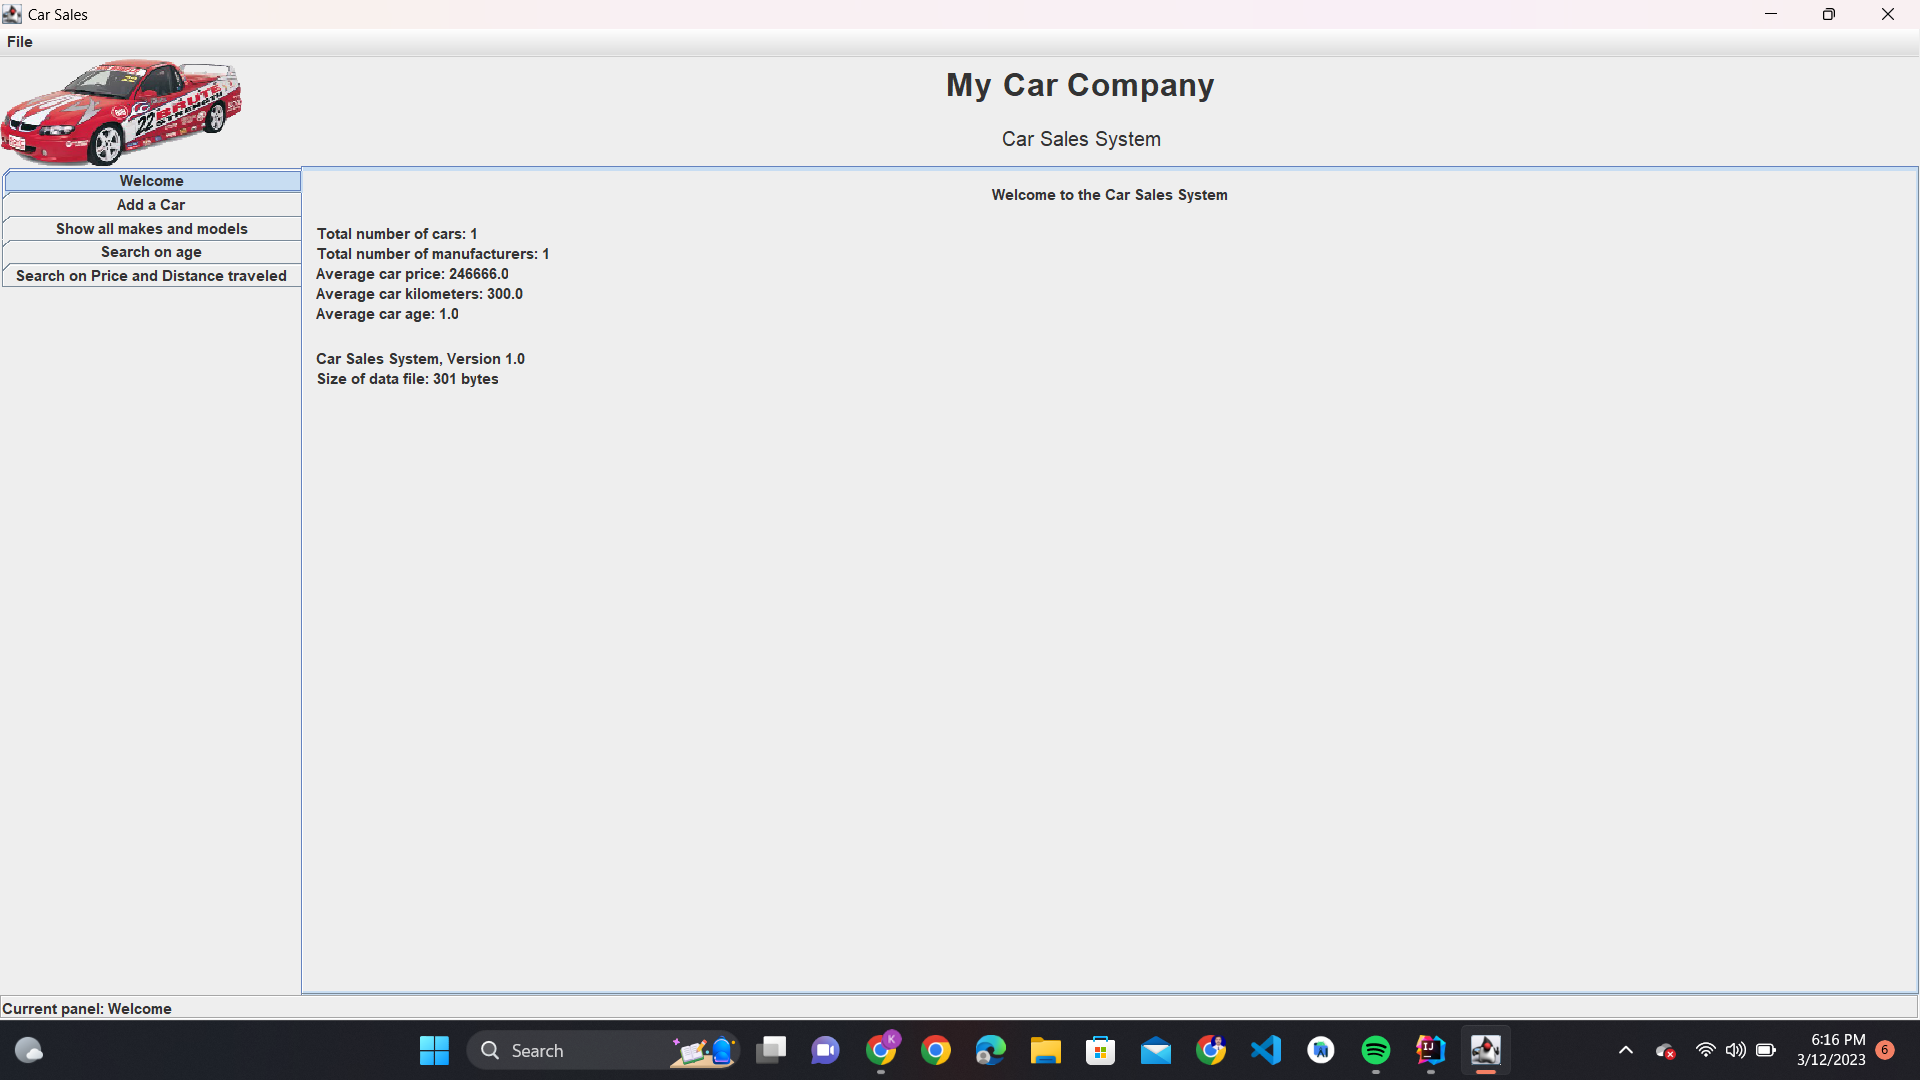 Car Sales
File
My Car Company
Car Sales System
22
Welcome
Add a Car
Show all makes and models
Search on age
Search on Price and Distance traveled
Welcome to the Car Sales System
Total number of cars: 1
Total number of manufacturers: 1
Average car price: 246666.0
Average car kilometers: 300.0
Average car age: 1.0
Car Sales System, Version 1.0
Size of data file: 301 bytes
Current panel: Welcome
Search
K
IJ
6:16 PM
3/12/2023
6